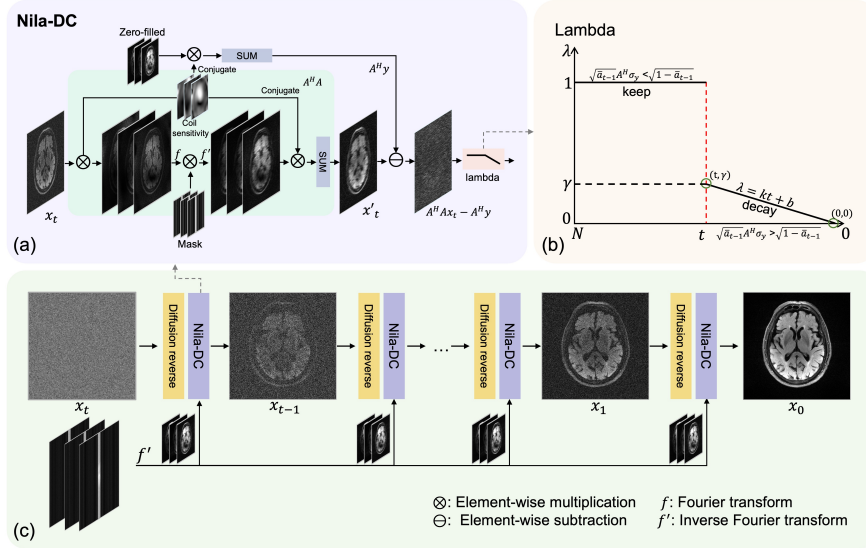 Nila-DC
Zero-filled
SUM
Conjugate
A^H y
A^H A
Conjugate
Coil
sensitivity
f
f′
SUM
lambda
x_t
x′_t
A^H Ax_t − A^H y
Mask
(a)
Lambda
λ
√ā_{t−1} A^H σ_y < √1 − ā_{t−1}
1
keep
(t,γ)
γ
λ = kt + b
decay
(0,0)
0
N
t
√ā_{t−1} A^H σ_y > √1 − ā_{t−1}
0
(b)
Diffusion reverse
Nila-DC
Diffusion reverse
Nila-DC
...
Diffusion reverse
Nila-DC
Diffusion reverse
Nila-DC
x_t
x_{t−1}
x_1
x_0
f′
(c)
⊗: Element-wise multiplication
f: Fourier transform
⊖: Element-wise subtraction
f′: Inverse Fourier transform